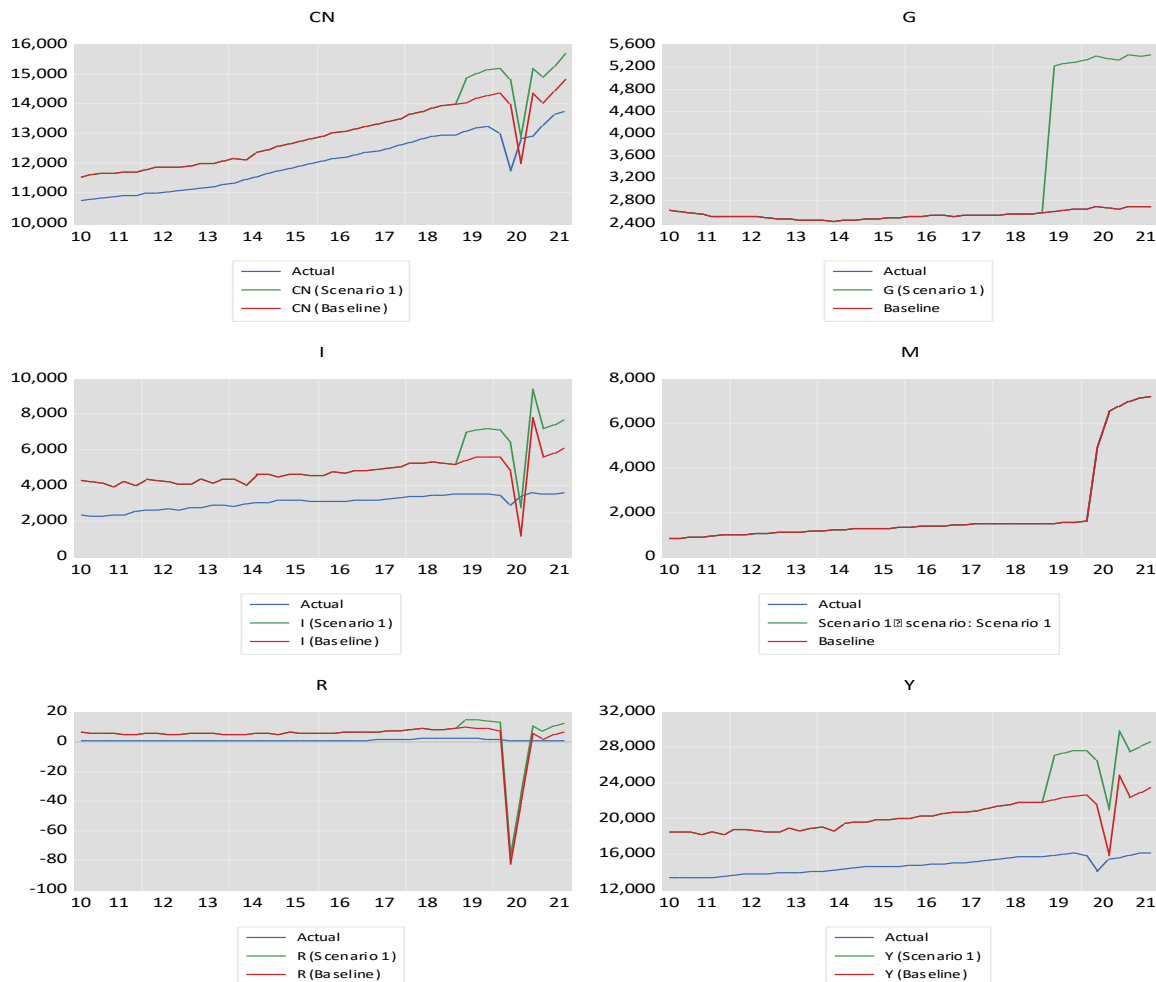 CN
16,000
15,000
14,000
13,000
12,000
11,000
10,000
10 11 12 13 14 15 16 17 18 19 20 21
Actual
CN (Scenario 1)
CN (Baseline)
G
5,600
5,200
4,800
4,400
4,000
3,600
3,200
2,800
2,400
10 11 12 13 14 15 16 17 18 19 20 21
Actual
G (Scenario 1)
Baseline
I
10,000
8,000
6,000
4,000
2,000
0
10 11 12 13 14 15 16 17 18 19 20 21
Actual
I (Scenario 1)
I (Baseline)
M
8,000
6,000
4,000
2,000
0
10 11 12 13 14 15 16 17 18 19 20 21
Actual
Scenario 1⍰ scenario: Scenario 1
Baseline
R
20
0
-20
-40
-60
-80
-100
10 11 12 13 14 15 16 17 18 19 20 21
Actual
R (Scenario 1)
R (Baseline)
Y
32,000
28,000
24,000
20,000
16,000
12,000
10 11 12 13 14 15 16 17 18 19 20 21
Actual
Y (Scenario 1)
Y (Baseline)